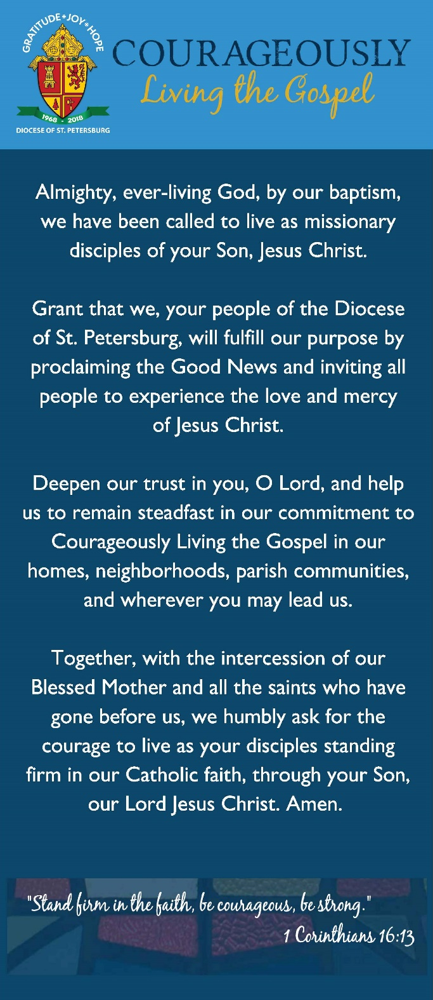 GRATITUDE+JOY+HOPE
COURAGEOUSLY
Living the Gospel
1968 - 2018
DIOCESE OF ST. PETERSBURG
Almighty, ever-living God, by our baptism,
we have been called to live as missionary
disciples of your Son, Jesus Christ.
Grant that we, your people of the Diocese
of St. Petersburg, will fulfill our purpose by
proclaiming the Good News and inviting all
people to experience the love and mercy
of Jesus Christ.
Deepen our trust in you, O Lord, and help
us to remain steadfast in our commitment to
Courageously Living the Gospel in our
homes, neighborhoods, parish communities,
and wherever you may lead us.
Together, with the intercession of our
Blessed Mother and all the saints who have
gone before us, we humbly ask for the
courage to live as your disciples standing
firm in our Catholic faith, through your Son,
our Lord Jesus Christ. Amen.
"Stand firm in the faith, be courageous, be strong."
1 Corinthians 16:13